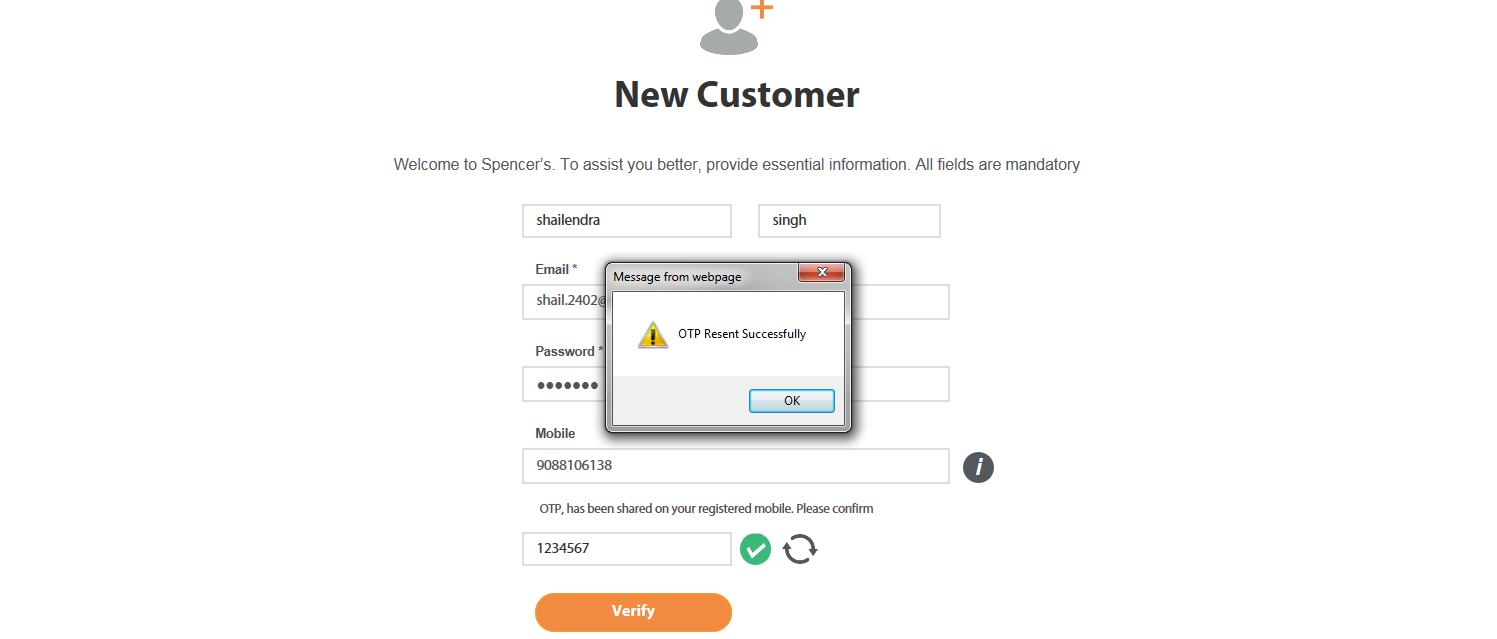 New Customer
Welcome to Spencer's. To assist you better, provide essential information. All fields are mandatory
shailendra singh
Email *
shail.2402@
Message from webpage
OTP Resent Successfully
OK
Password *
Mobile
9088106138
i
OTP, has been shared on your registered mobile. Please confirm
1234567
Verify